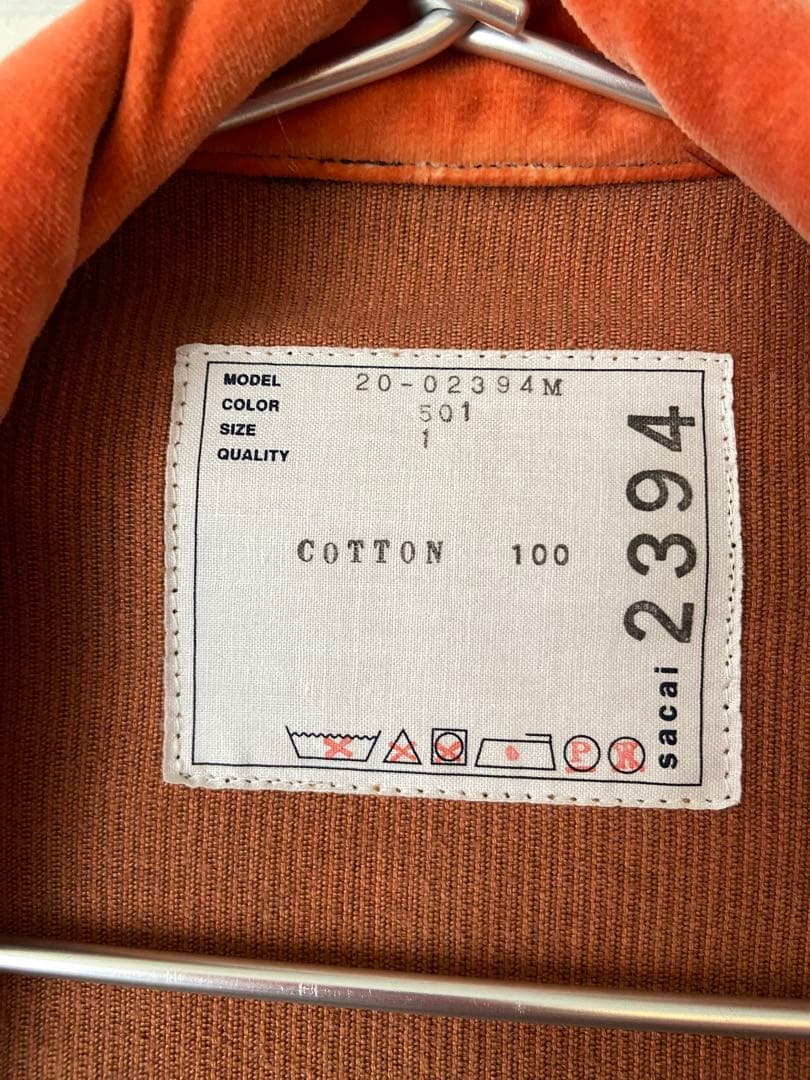 MODEL 20-02394M
COLOR 501
SIZE 1
QUALITY
COTTON 100
P
sacai 2394